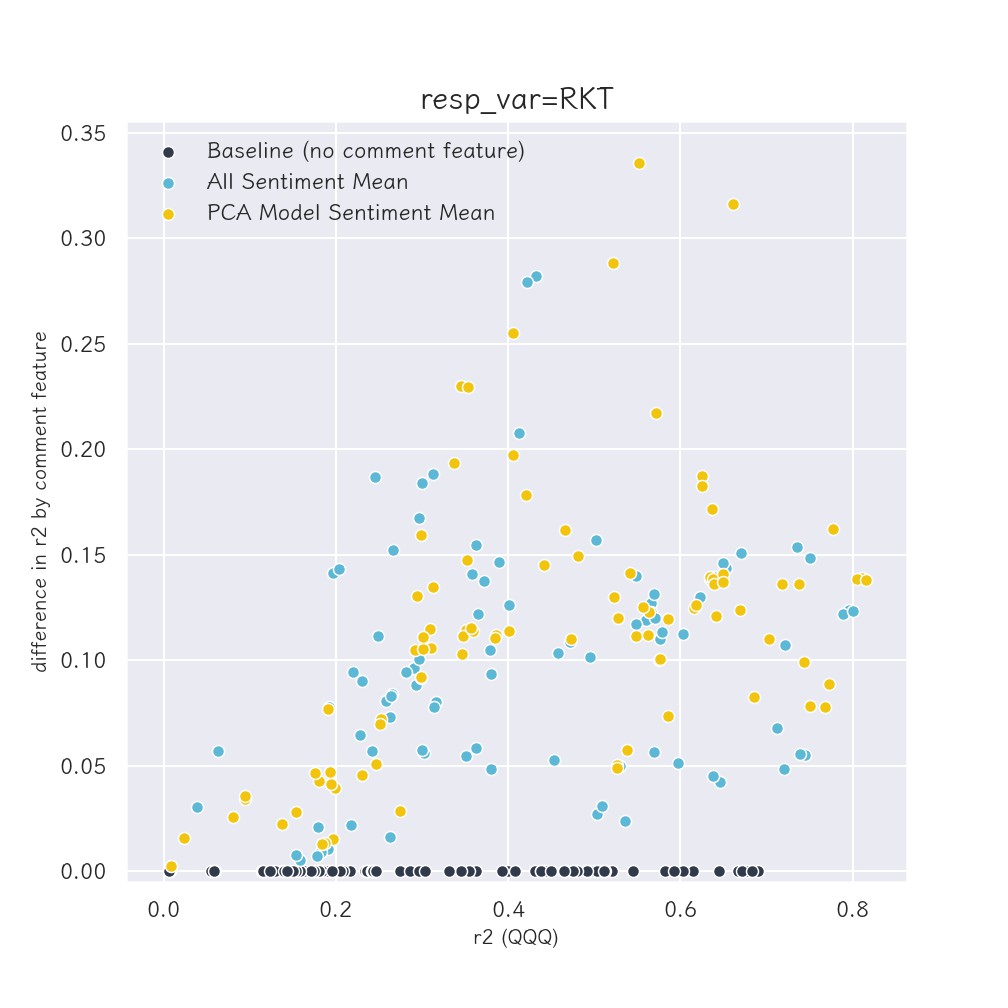 resp_var=RKT
Baseline (no comment feature)
All Sentiment Mean
PCA Model Sentiment Mean
difference in r2 by comment feature
0.35
0.30
0.25
0.20
0.15
0.10
0.05
0.00
0.0 0.2 0.4 0.6 0.8
r2 (QQQ)